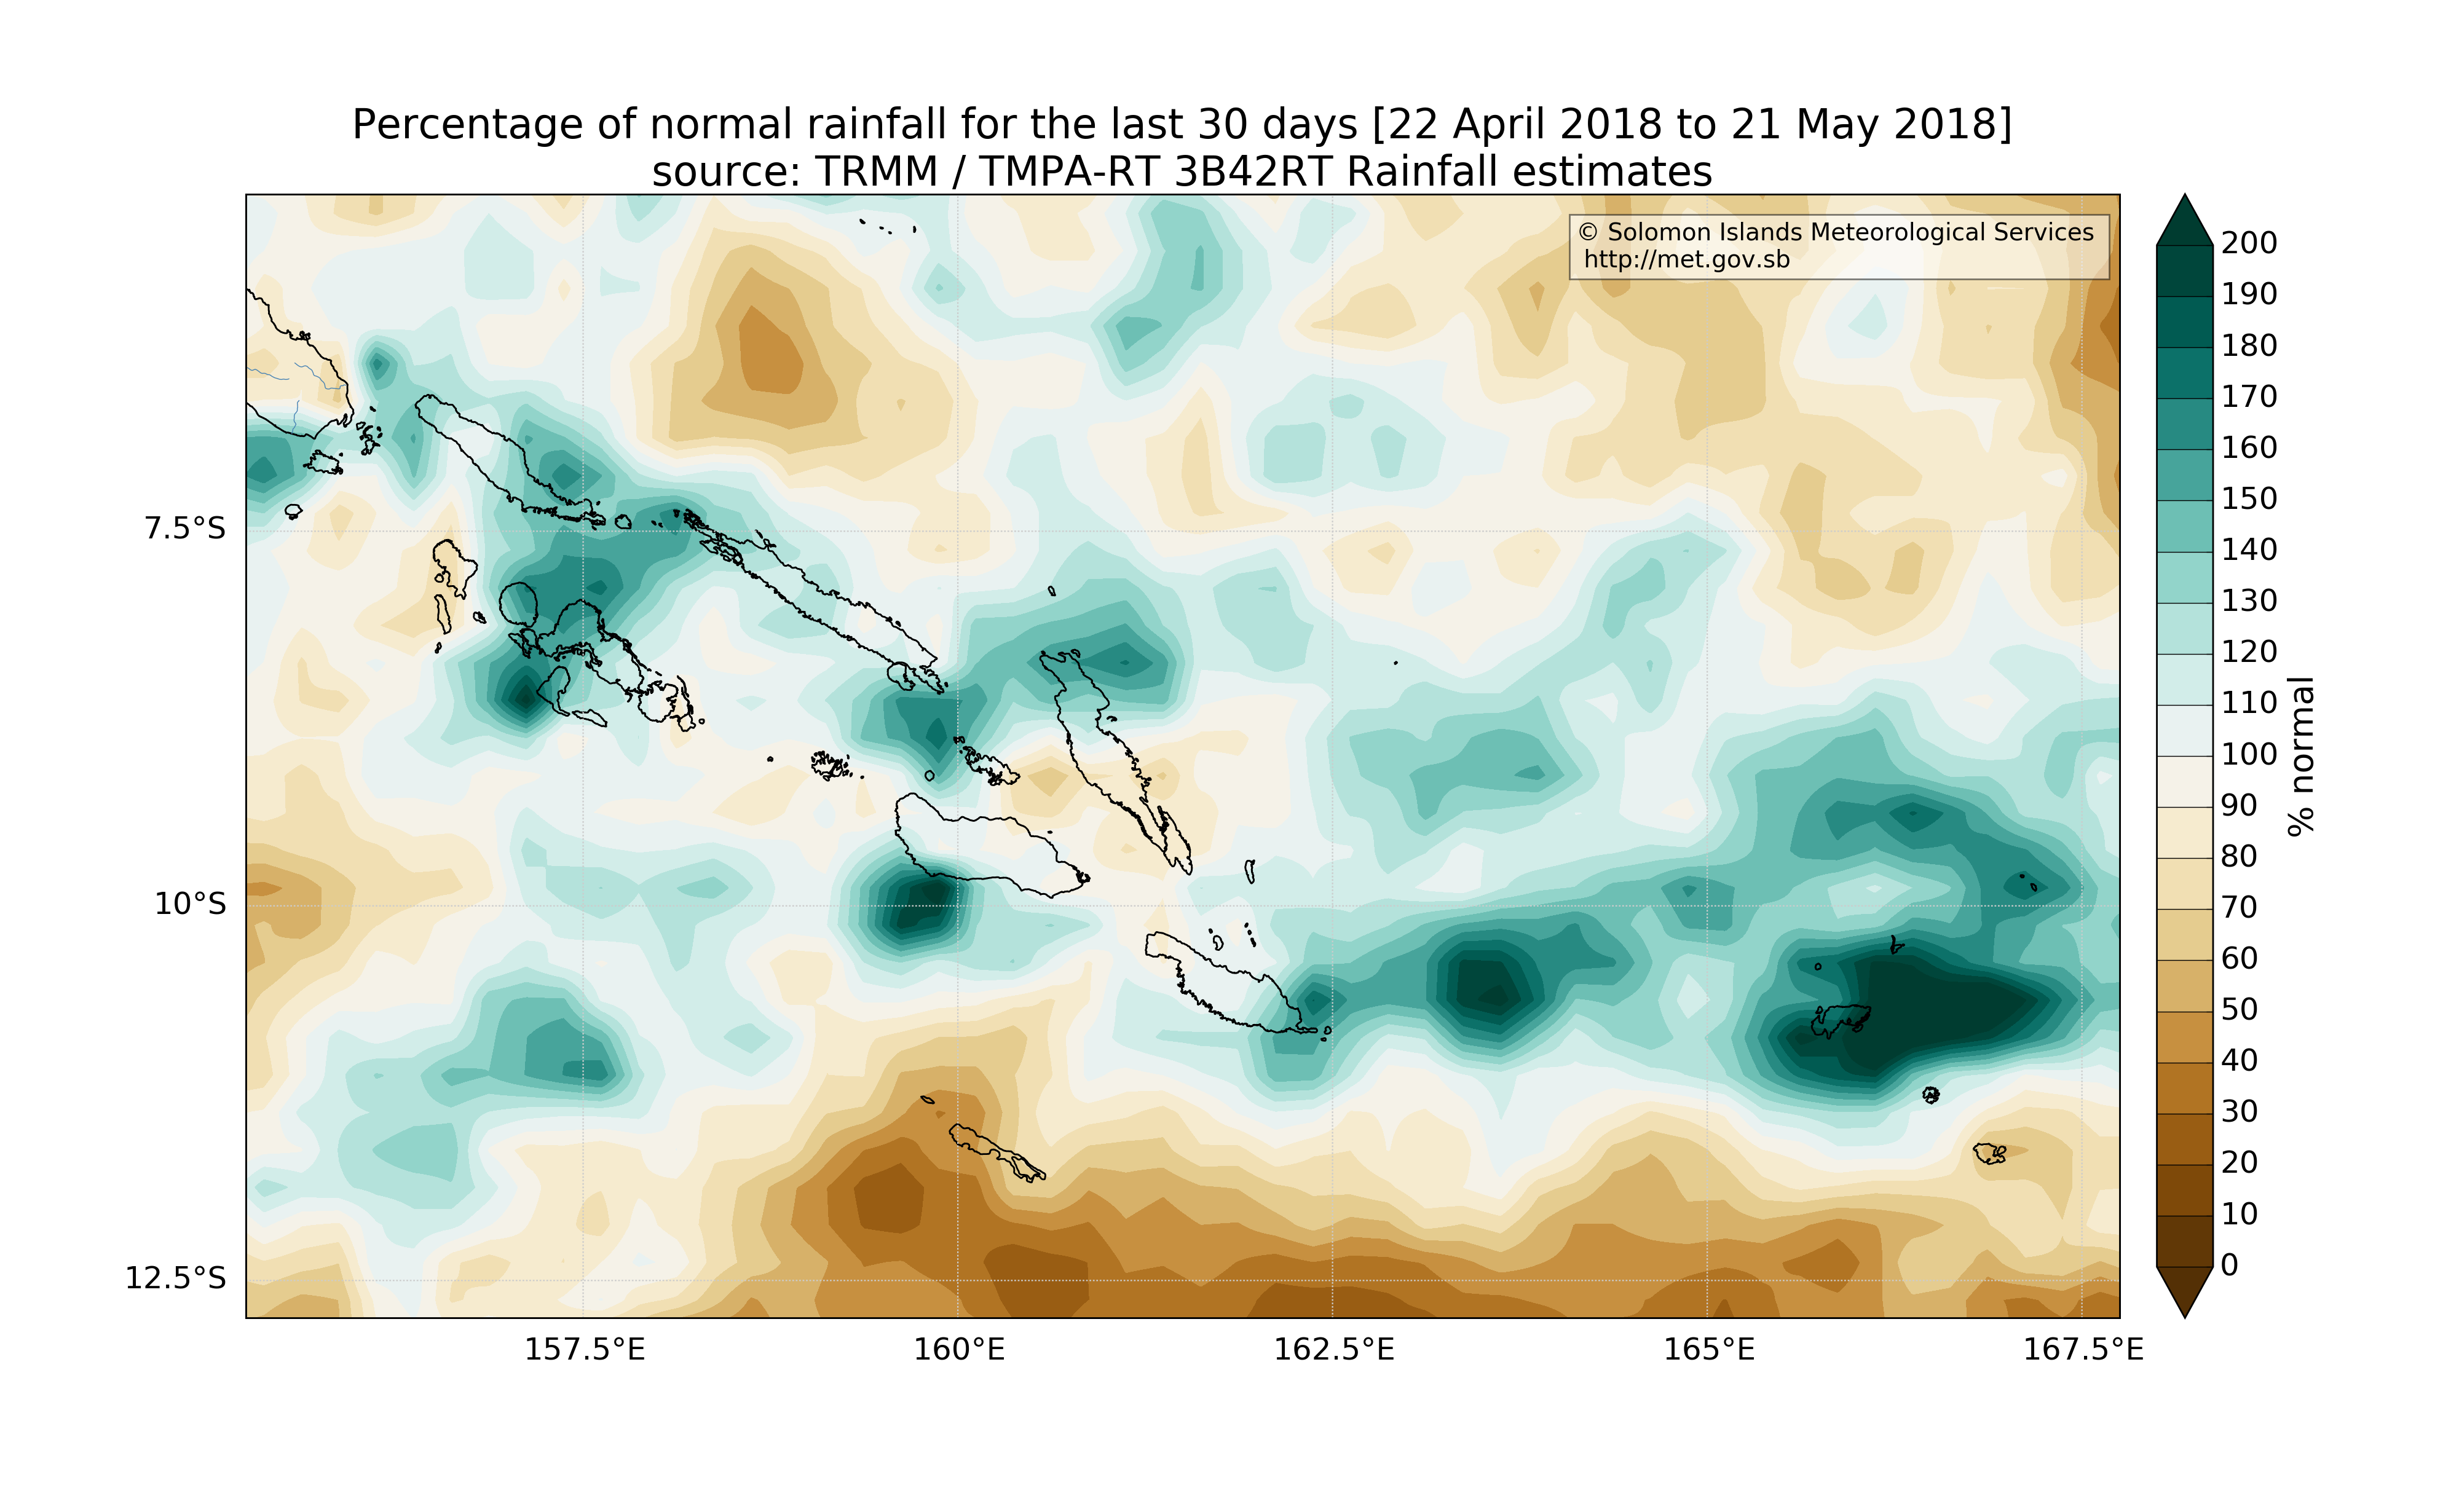 Percentage of normal rainfall for the last 30 days [22 April 2018 to 21 May 2018]
source: TRMM / TMPA-RT 3B42RT Rainfall estimates
© Solomon Islands Meteorological Services
http://met.gov.sb
7.5°S
10°S
12.5°S
157.5°E
160°E
162.5°E
165°E
167.5°E
200
190
180
170
160
150
140
130
120
110
100
90
80
70
60
50
40
30
20
10
0
% normal